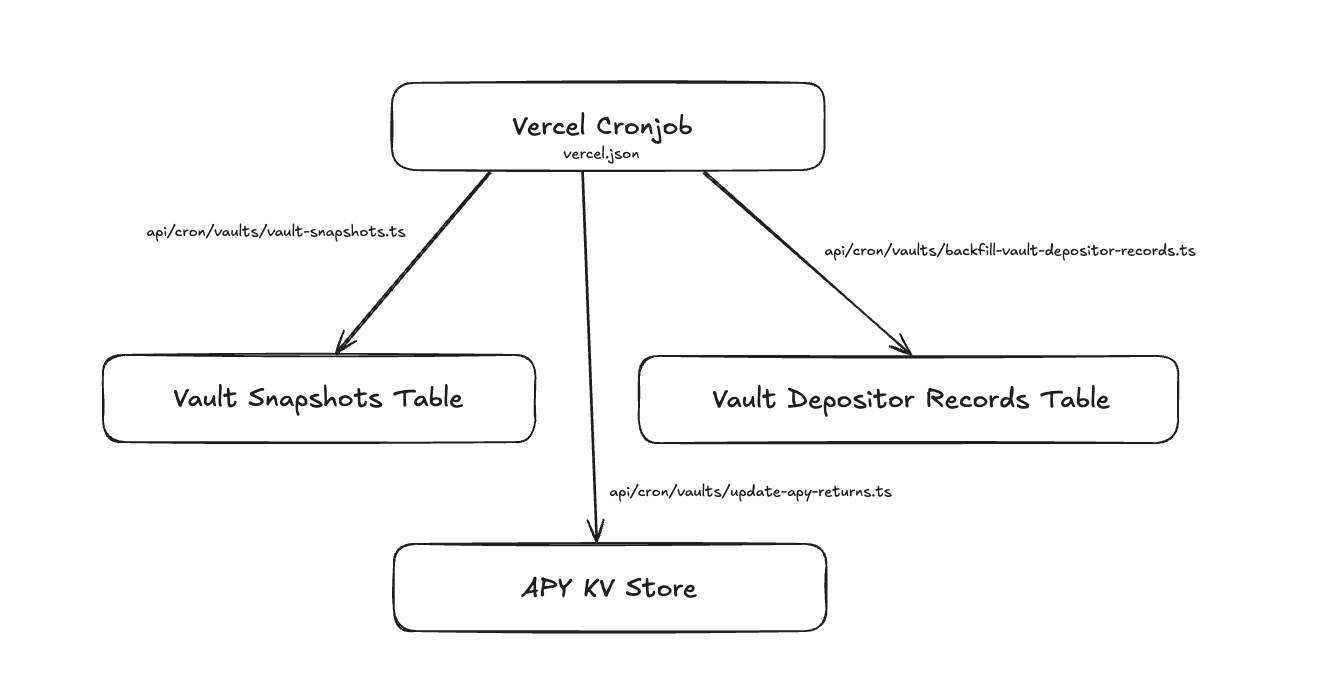 Vercel Cronjob
vercel.json
api/cron/vaults/vault-snapshots.ts
api/cron/vaults/backfill-vault-depositor-records.ts
Vault Snapshots Table
Vault Depositor Records Table
api/cron/vaults/update-apy-returns.ts
APY KV Store